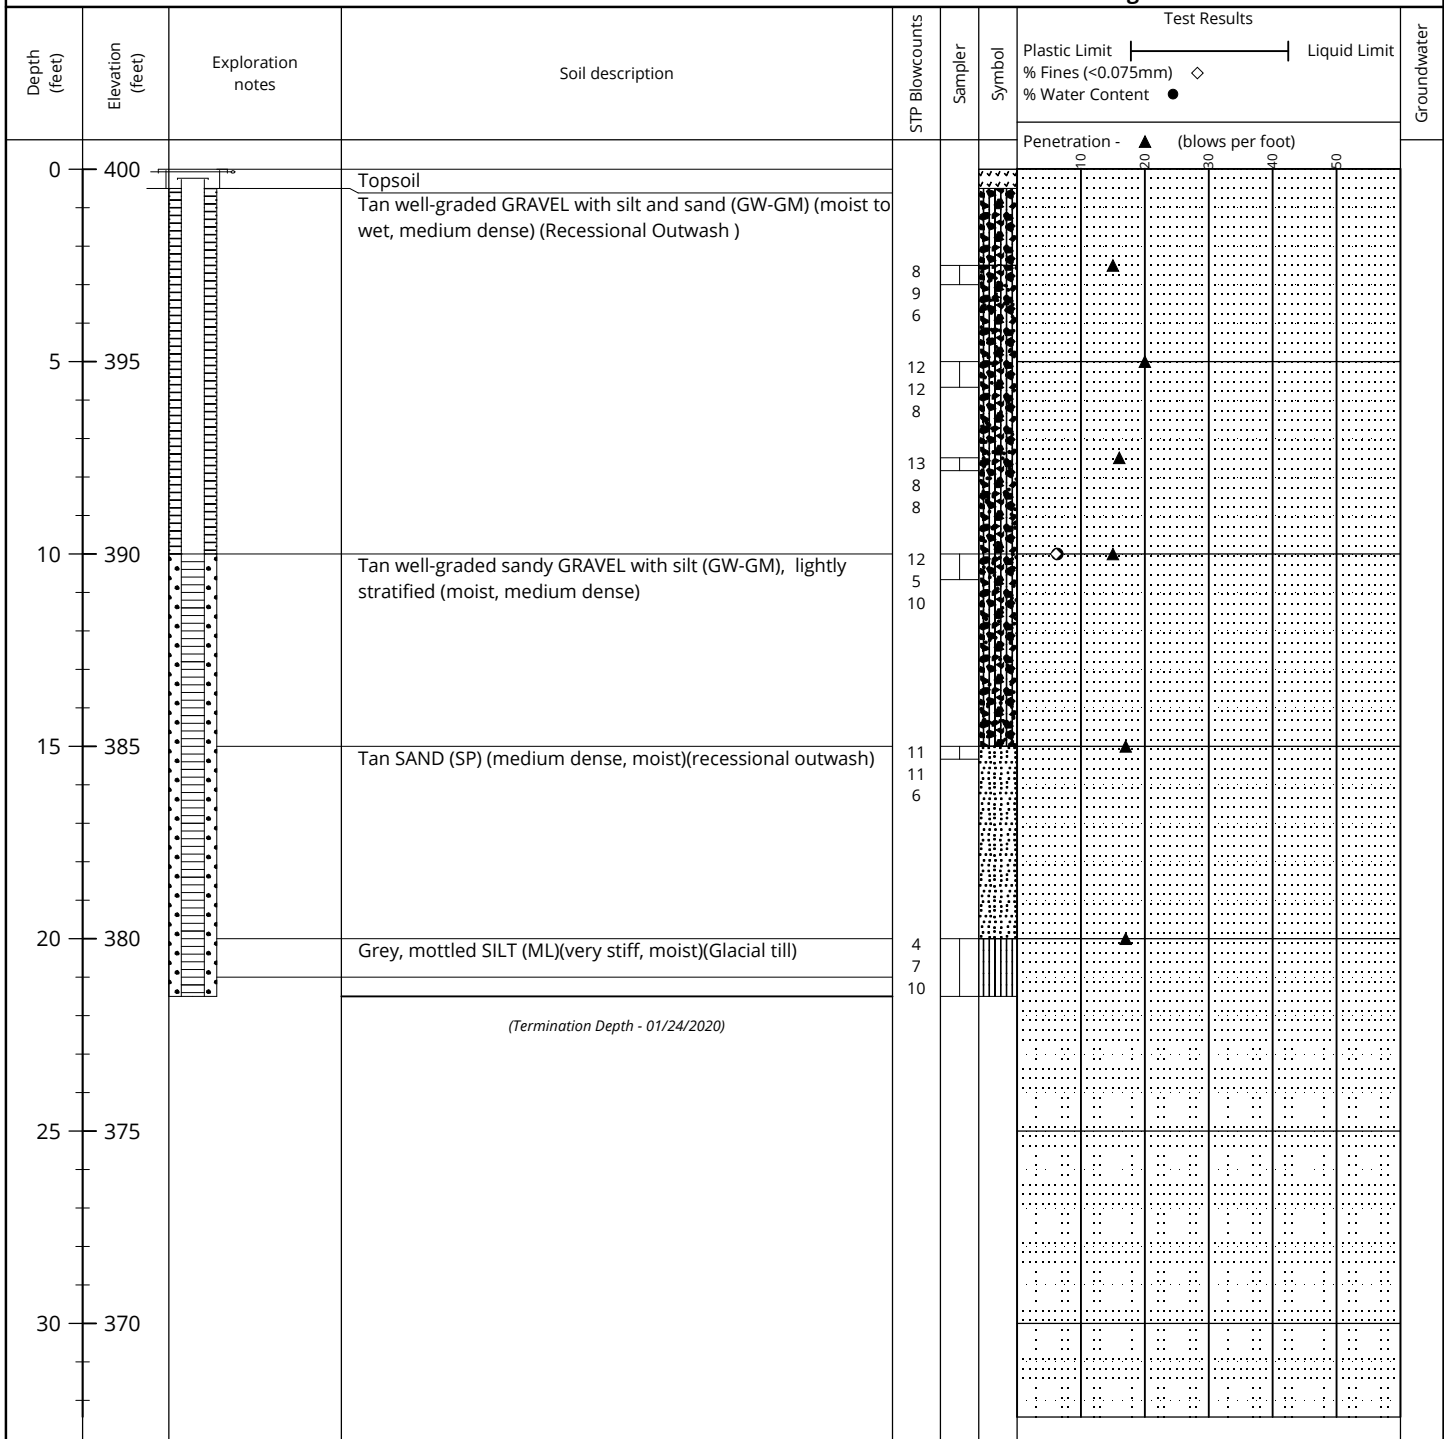 Depth
(feet)
Elevation
(feet)
Exploration
notes
Soil description
STP Blowcounts
Sampler
Symbol
Test Results
Plastic Limit
Liquid Limit
% Fines (<0.075mm)
% Water Content
Penetration -
(blows per foot)
Groundwater
10
20
30
40
50
0
400
Topsoil
Tan well-graded GRAVEL with silt and sand (GW-GM) (moist to
wet, medium dense) (Recessional Outwash )
8
9
6
5
395
12
12
8
13
8
8
10
390
Tan well-graded sandy GRAVEL with silt (GW-GM), lightly
stratified (moist, medium dense)
12
5
10
15
385
Tan SAND (SP) (medium dense, moist)(recessional outwash)
11
11
6
20
380
Grey, mottled SILT (ML)(very stiff, moist)(Glacial till)
4
7
10
(Termination Depth - 01/24/2020)
25
375
30
370